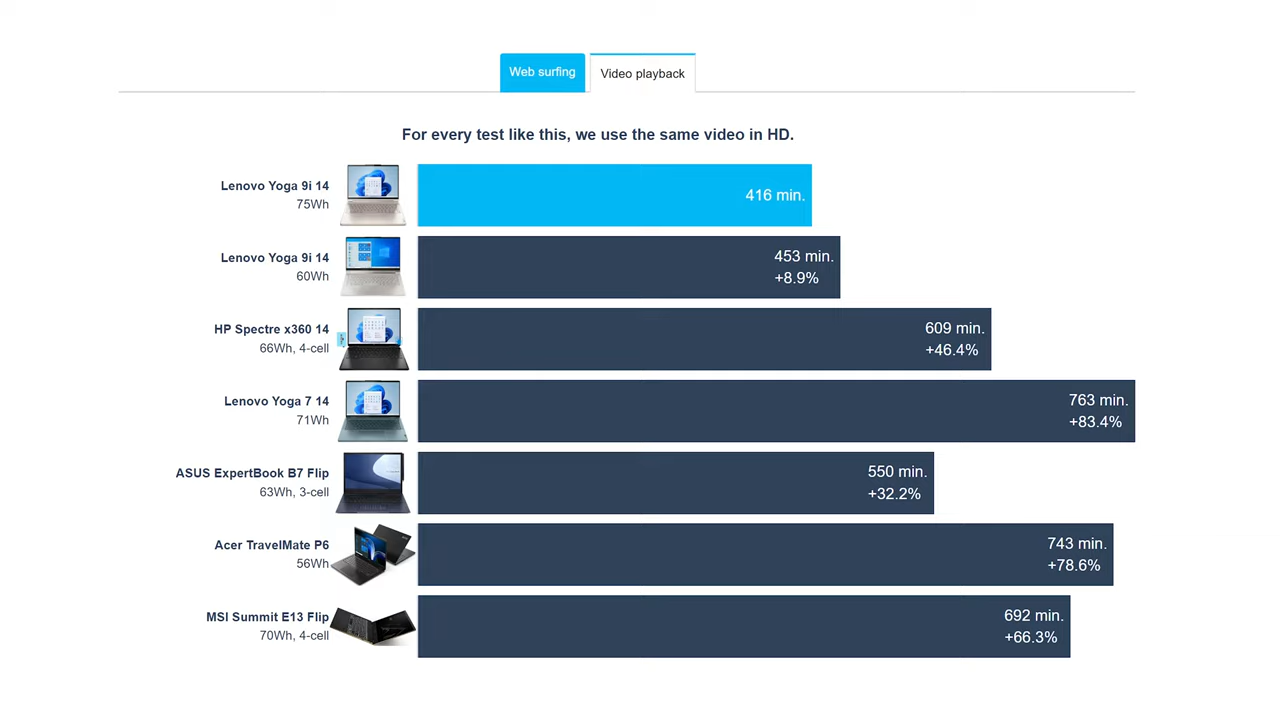 Web surfing
Video playback
For every test like this, we use the same video in HD.
Lenovo Yoga 9i 14
75Wh
416 min.
Lenovo Yoga 9i 14
60Wh
453 min.
+8.9%
HP Spectre x360 14
66Wh, 4-cell
609 min.
+46.4%
Lenovo Yoga 7 14
71Wh
763 min.
+83.4%
ASUS ExpertBook B7 Flip
63Wh, 3-cell
550 min.
+32.2%
Acer TravelMate P6
56Wh
743 min.
+78.6%
MSI Summit E13 Flip
70Wh, 4-cell
692 min.
+66.3%